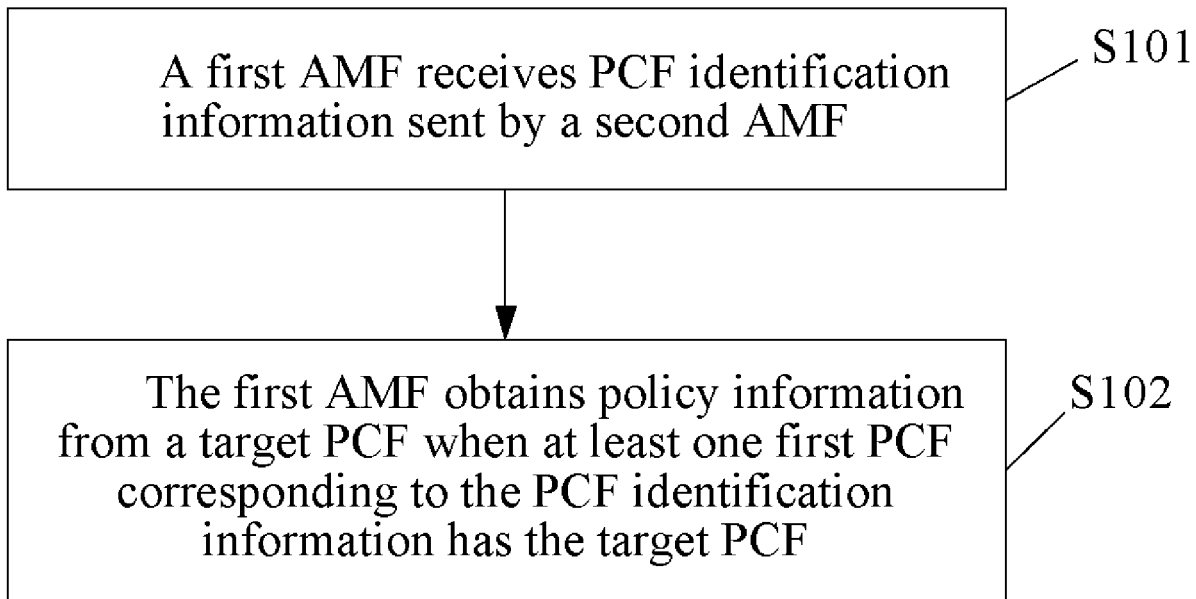 A first AMF receives PCF identification
information sent by a second AMF
S101
The first AMF obtains policy information
from a target PCF when at least one first PCF
corresponding to the PCF identification
information has the target PCF
S102